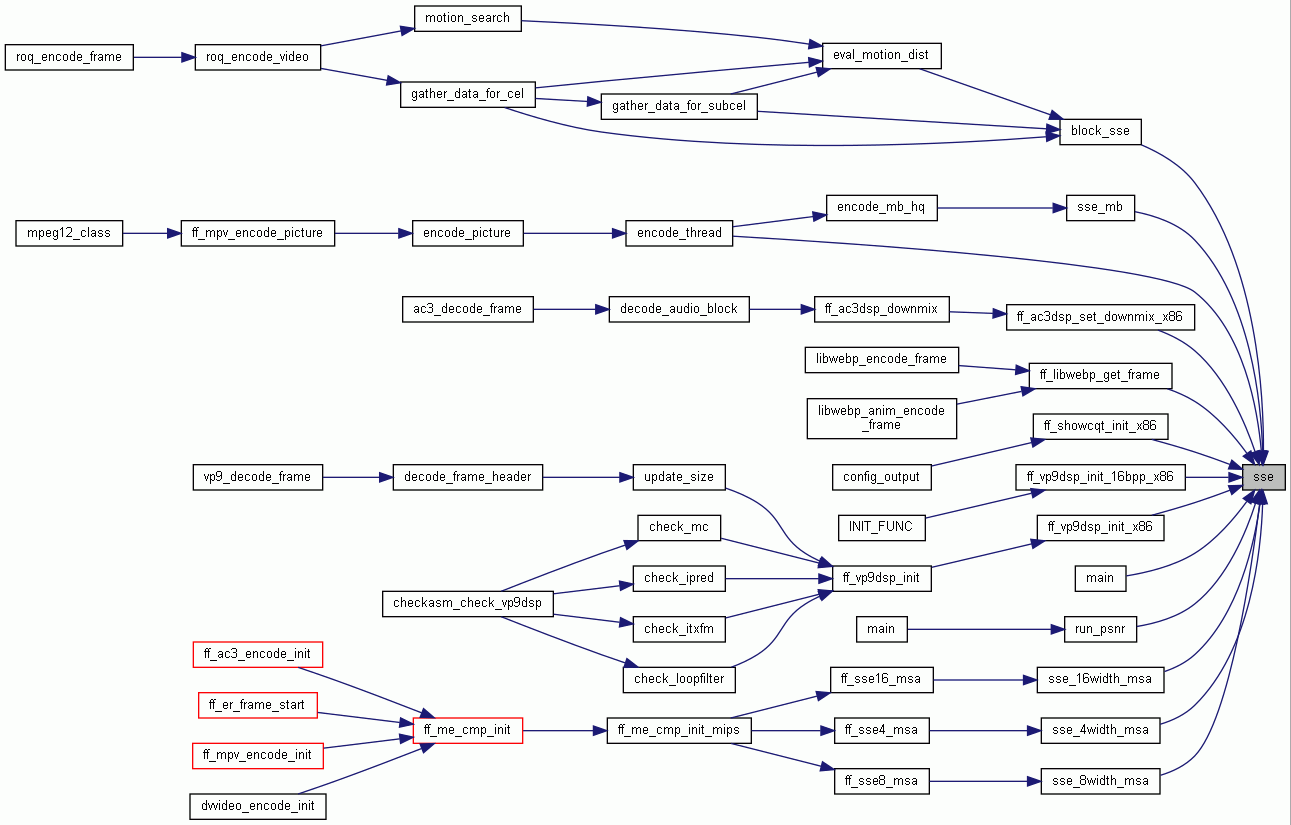 motion_search
roq_encode_frame
roq_encode_video
eval_motion_dist
gather_data_for_cel
gather_data_for_subcel
block_sse
mpeg12_class
ff_mpv_encode_picture
encode_picture
encode_thread
encode_mb_hq
sse_mb
ac3_decode_frame
decode_audio_block
ff_ac3dsp_downmix
ff_ac3dsp_set_downmix_x86
libwebp_encode_frame
ff_libwebp_get_frame
libwebp_anim_encode
_frame
ff_showcqt_init_x86
config_output
vp9_decode_frame
decode_frame_header
update_size
ff_vp9dsp_init_16bpp_x86
sse
check_mc
INIT_FUNC
ff_vp9dsp_init_x86
check_ipred
ff_vp9dsp_init
main
checkasm_check_vp9dsp
check_itxfm
main
run_psnr
ff_ac3_encode_init
check_loopfilter
ff_sse16_msa
sse_16width_msa
ff_er_frame_start
ff_me_cmp_init
ff_me_cmp_init_mips
ff_sse4_msa
sse_4width_msa
ff_mpv_encode_init
ff_sse8_msa
sse_8width_msa
dwideo_encode_init